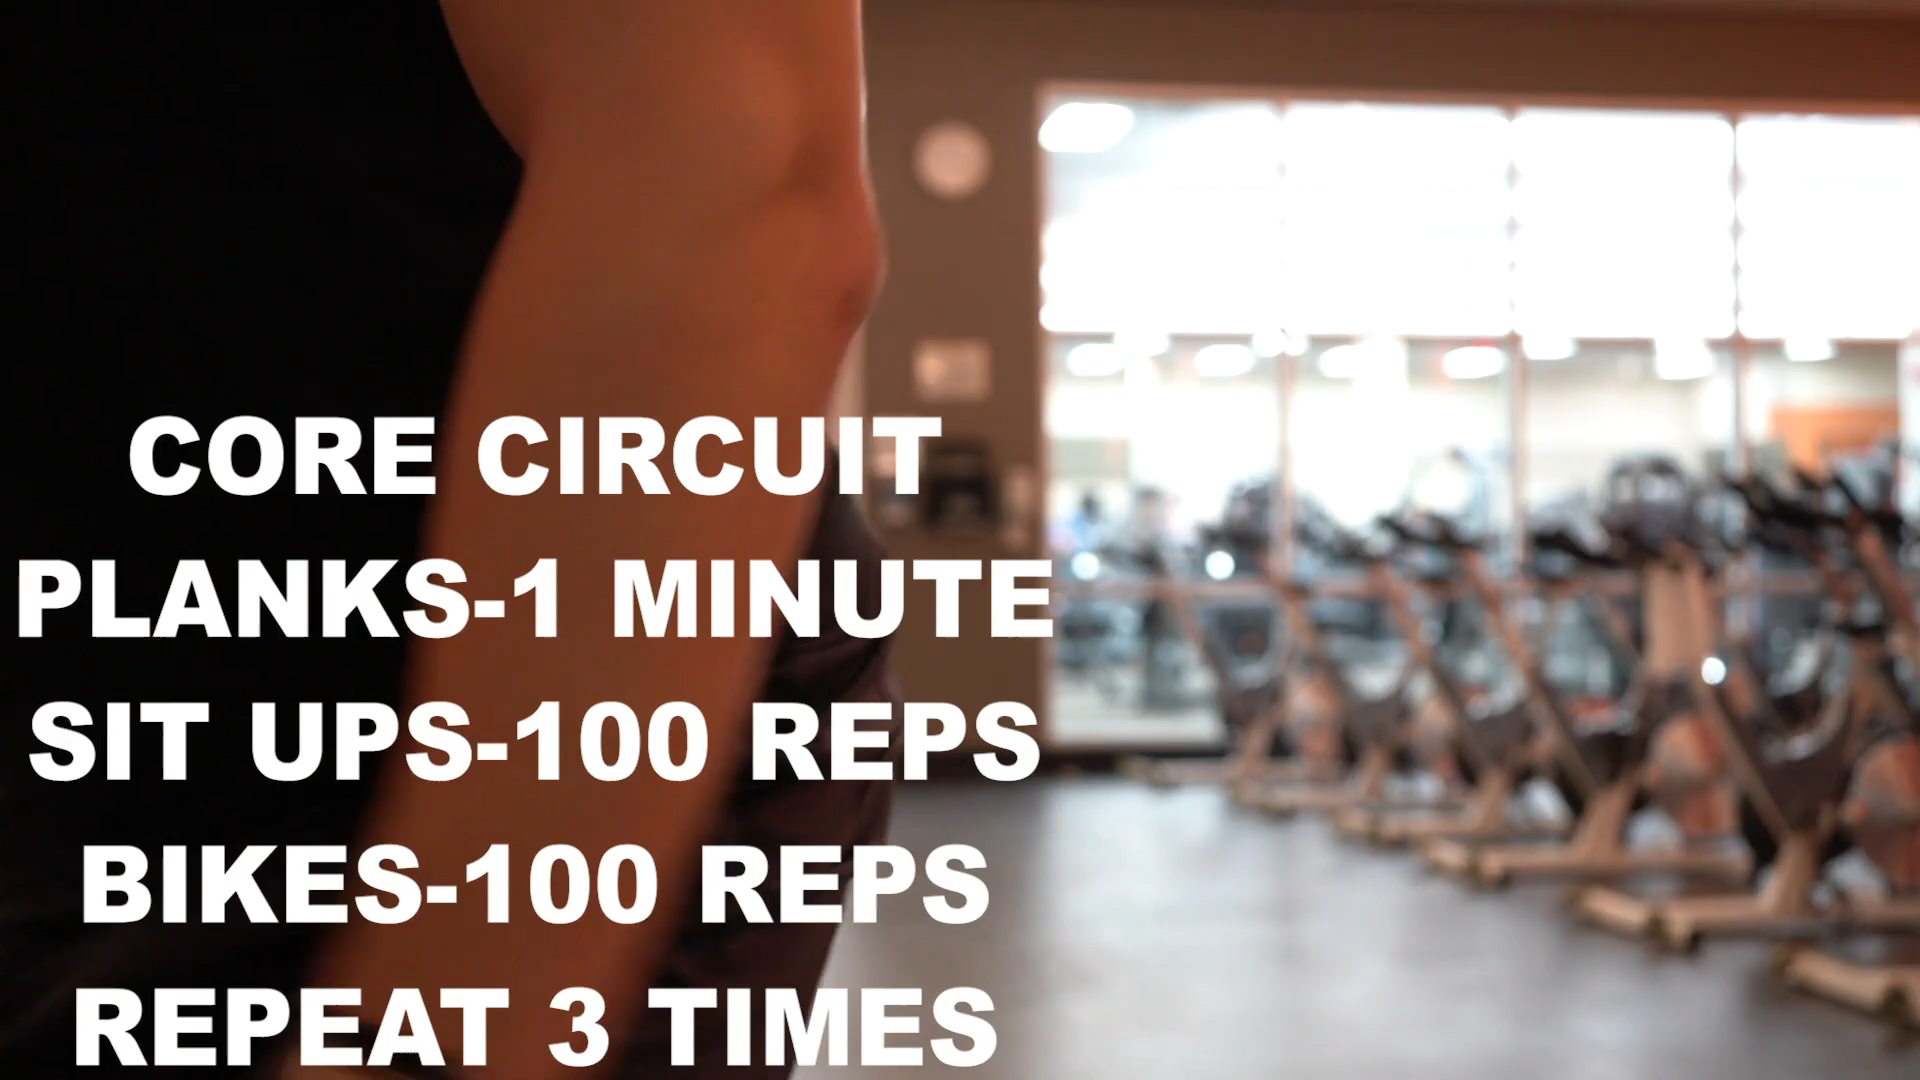 CORE CIRCUIT
PLANKS-1 MINUTE
SIT UPS-100 REPS
BIKES-100 REPS
REPEAT 3 TIMES